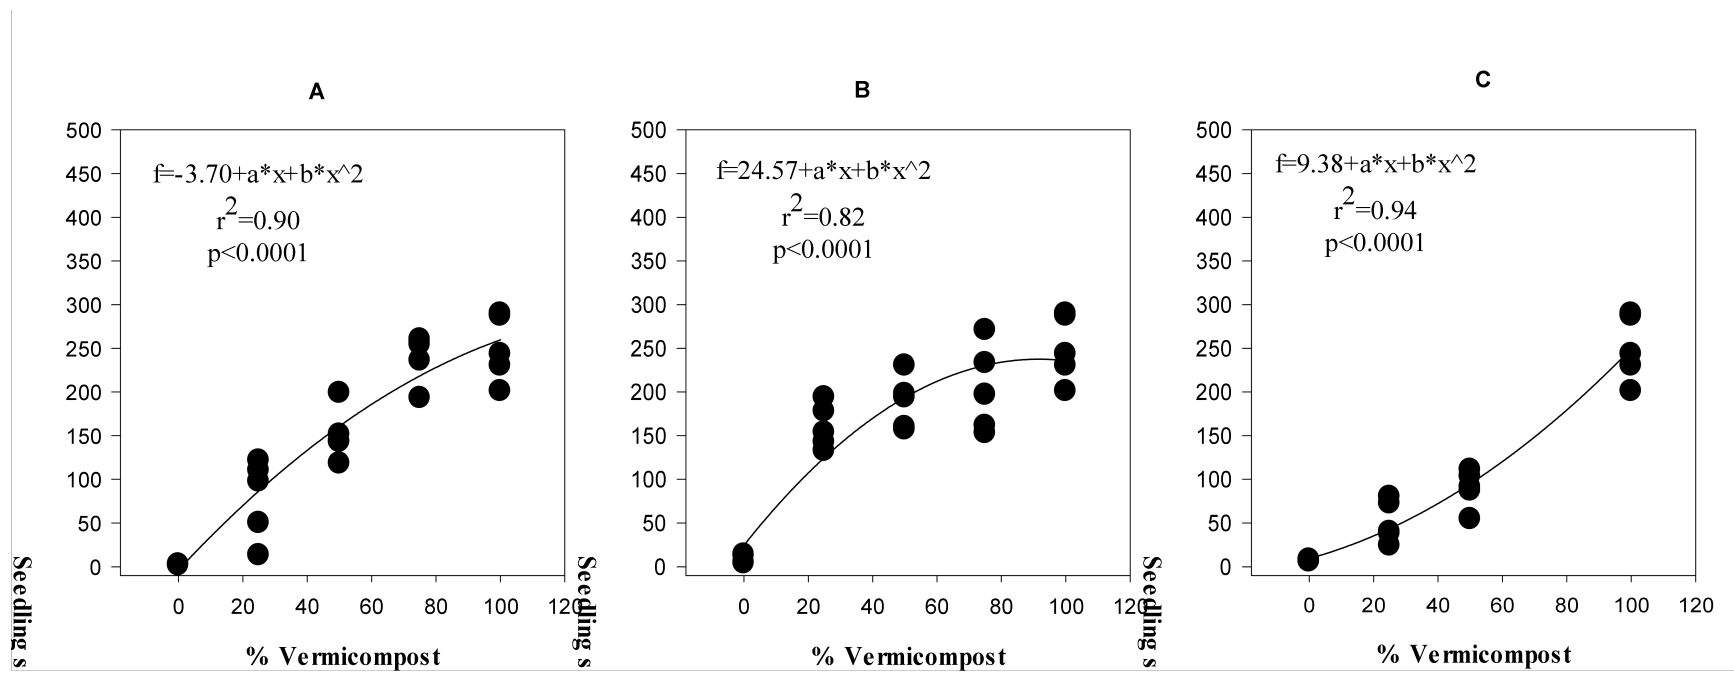 A
B
C
500
450
400
350
300
250
200
150
100
50
0
f=-3.70+a*x+b*x^2
r2=0.90
p<0.0001
0 20 40 60 80 100 120
% Vermicompost
Seedling s
500
450
400
350
300
250
200
150
100
50
0
f=24.57+a*x+b*x^2
r2=0.82
p<0.0001
0 20 40 60 80 100 120
% Vermicompost
Seedling s
500
450
400
350
300
250
200
150
100
50
0
f=9.38+a*x+b*x^2
r2=0.94
p<0.0001
0 20 40 60 80 100 120
% Vermicompost
Seedling s